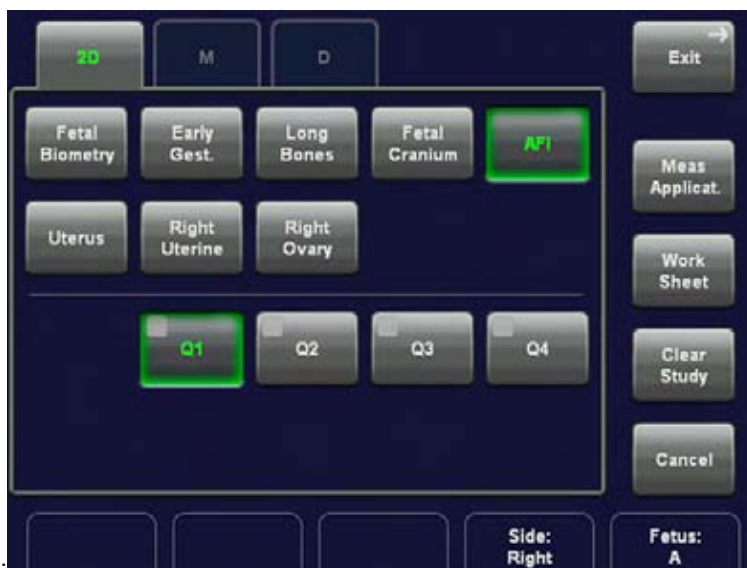 2D M D Exit
Fetal Biometry Early Gest. Long Bones Fetal Cranium AFI
Meas Applicat.
Uterus Right Uterine Right Ovary
Work Sheet
Q1 Q2 Q3 Q4
Clear Study
Cancel
Side: Right Fetus: A